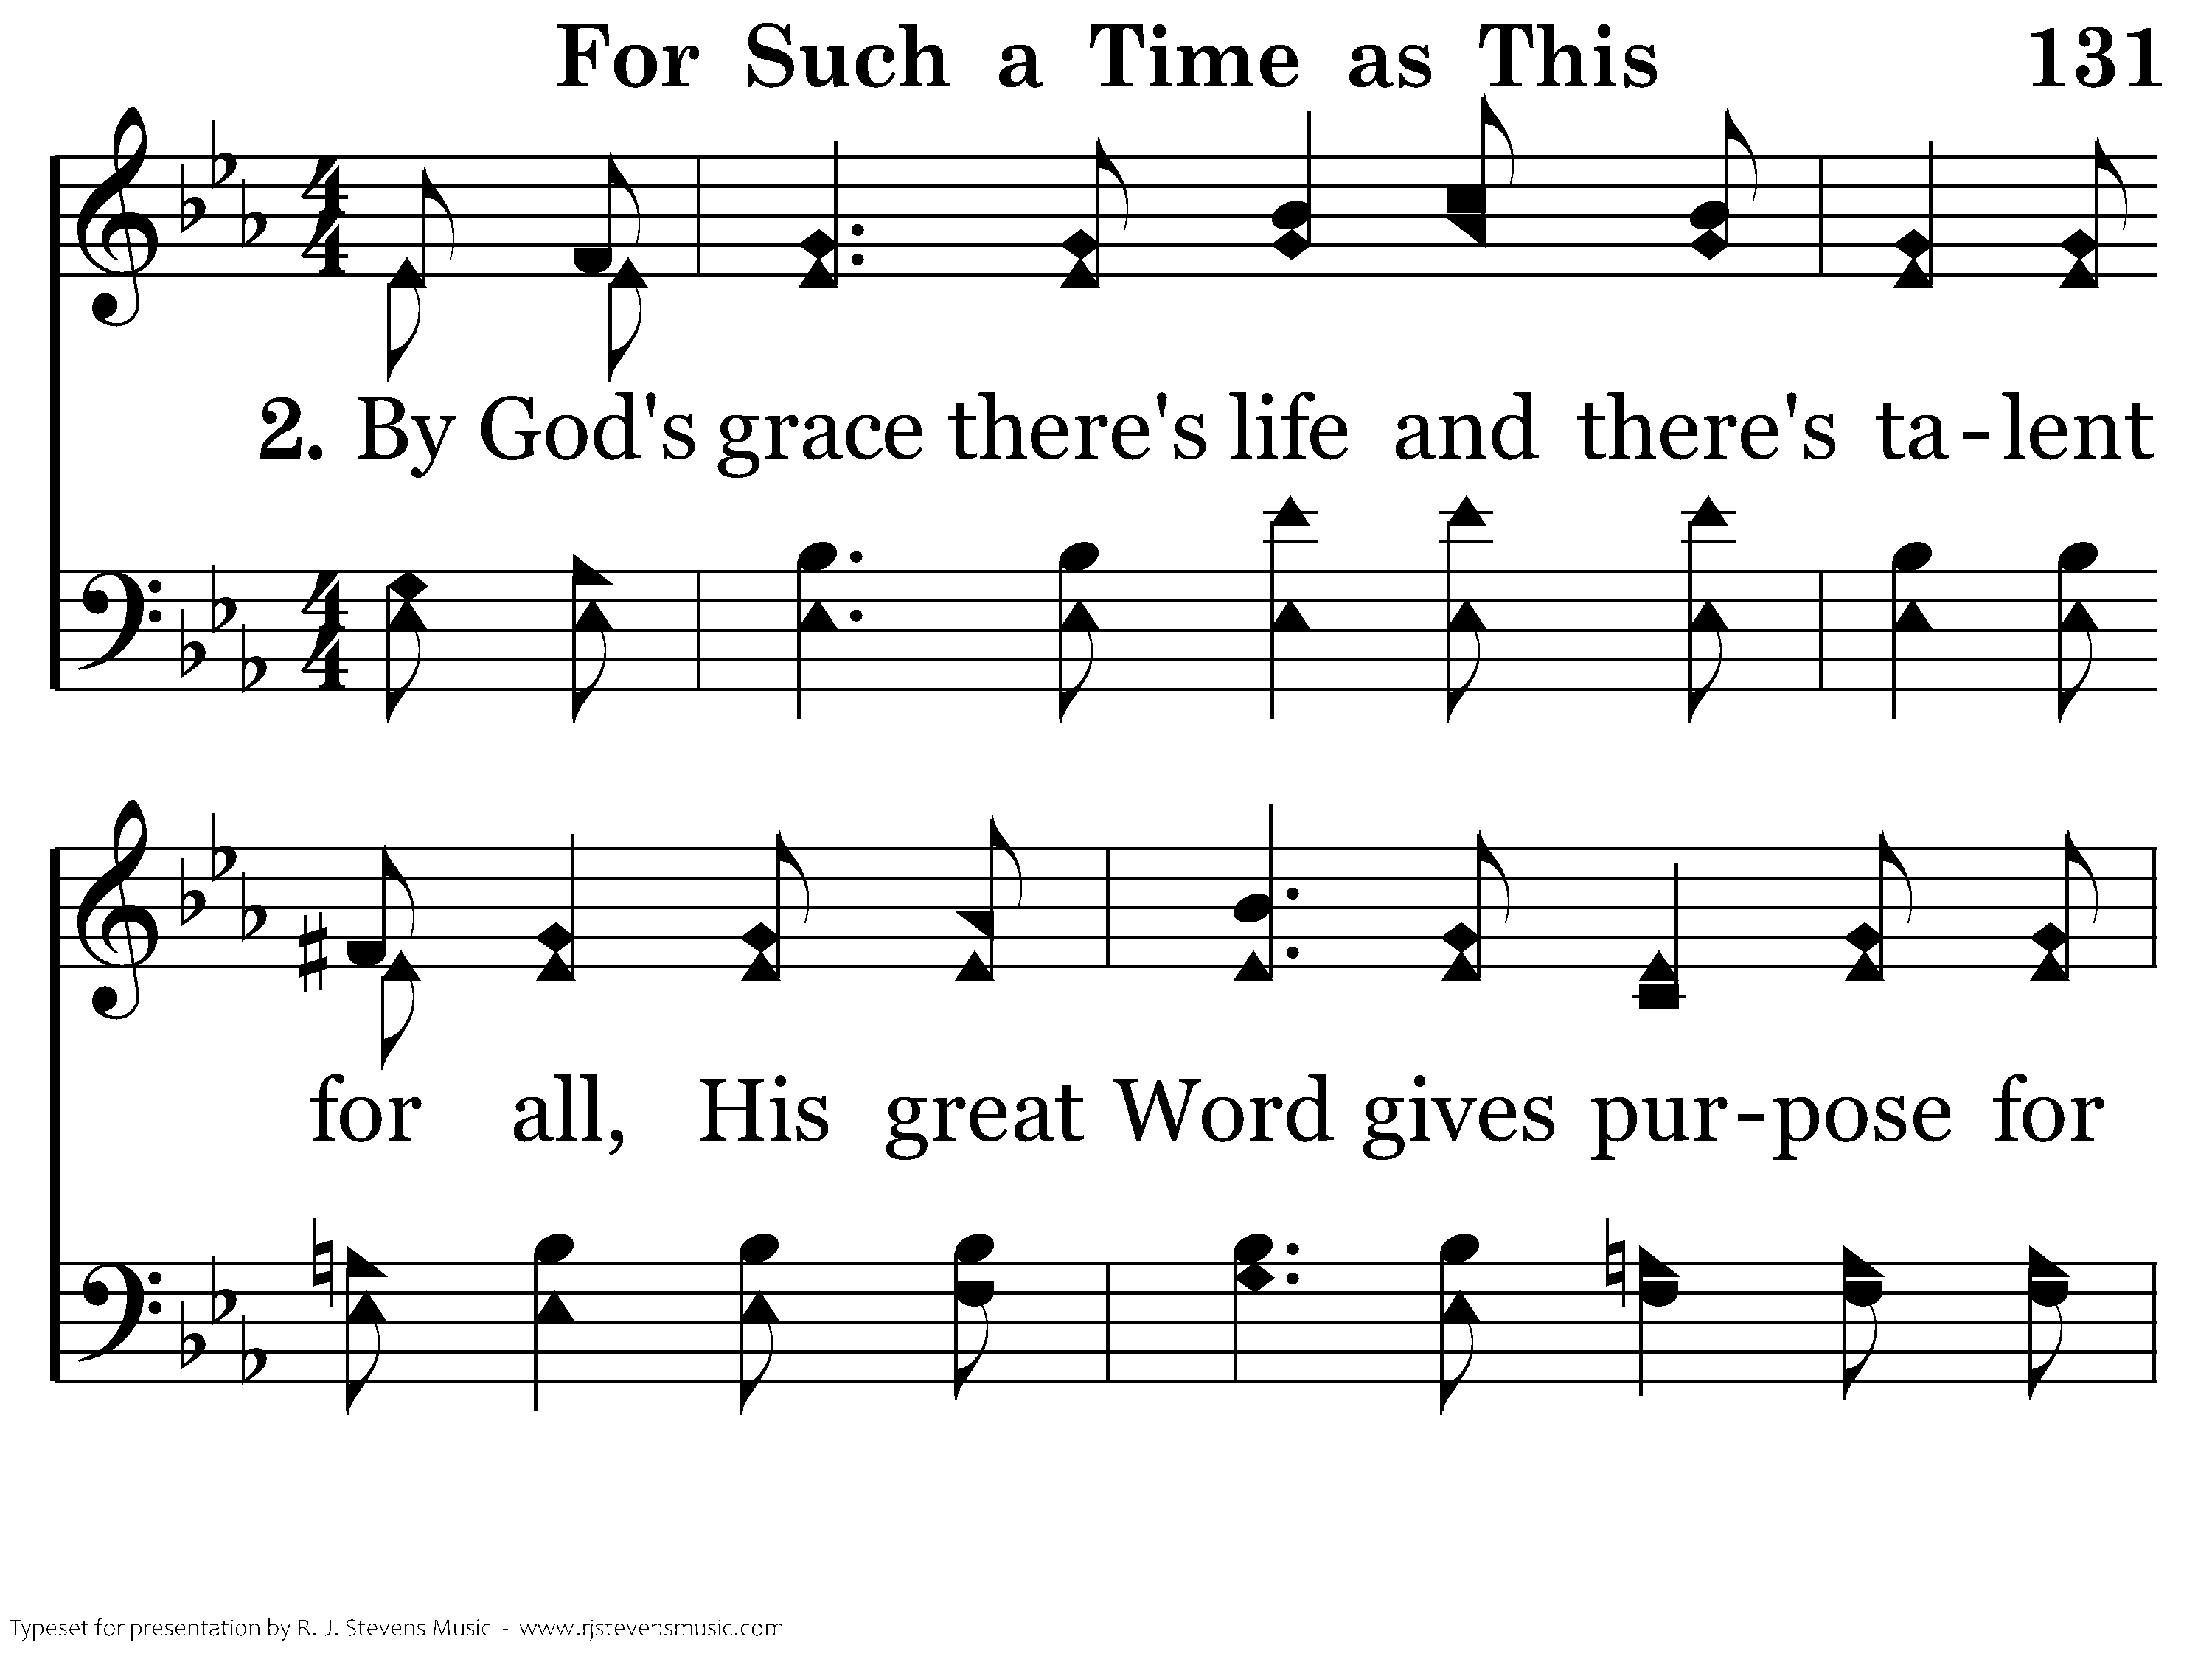 For Such a Time as This 131
2. By God's grace there's life and there's ta-lent
for all, His great Word gives pur-pose for
Typeset for presentation by R. J. Stevens Music - www.rjstevensmusic.com